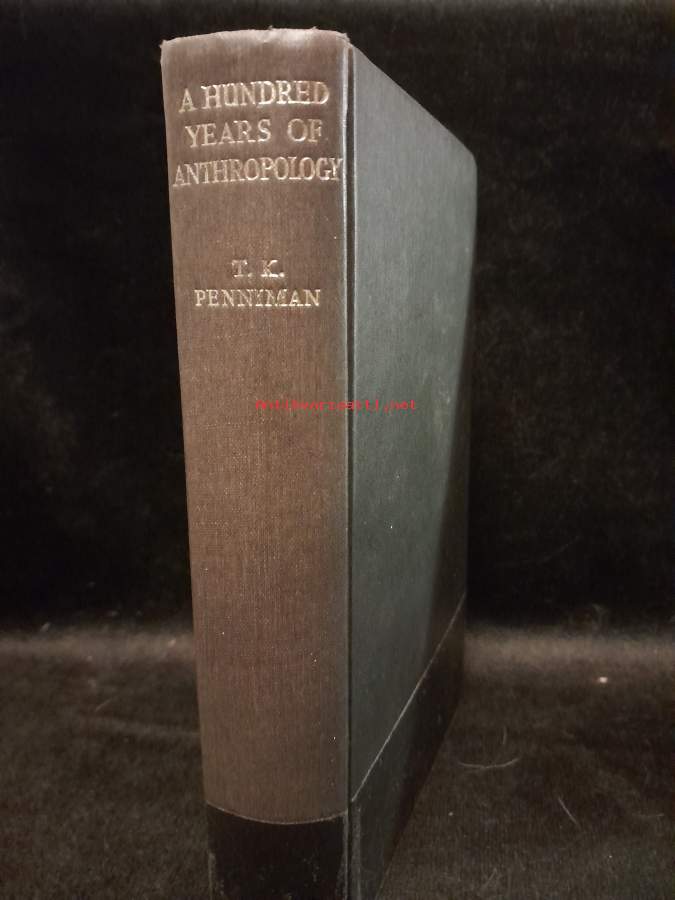 A HUNDRED
YEARS OF
ANTHROPOLOGY
T. K.
PENNIMAN
Antikvariaatti.net